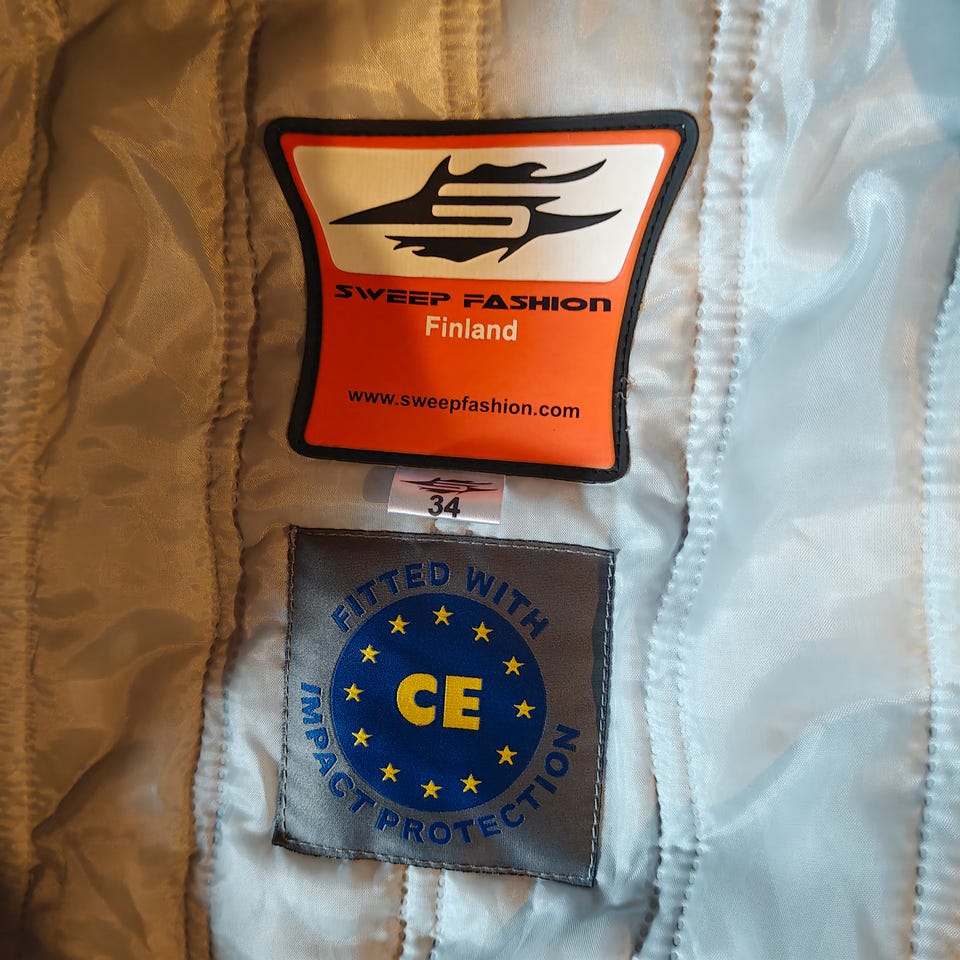 SWEEP FASHION
Finland
www.sweepfashion.com
34
FITTED WITH
CE
IMPACT PROTECTION